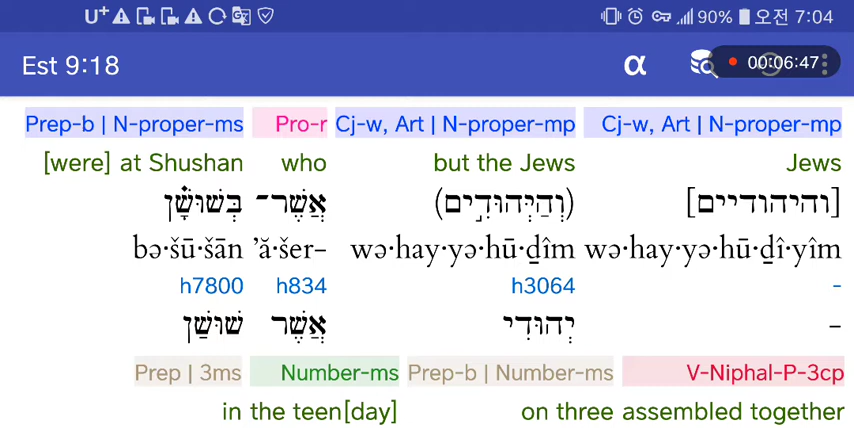 U+ 90% 오전 7:04
Est 9:18 α 00:06:47
Prep-b | N-proper-ms Pro-r Cj-w, Art | N-proper-mp Cj-w, Art | N-proper-mp
[were] at Shushan who but the Jews Jews
[והיהודיים] (וְהַיְּהוּדִ֣ים) אֲשֶׁר־ בְּשׁוּשָׁ֗ן
bə·šū·šān ’ă·šer- wə·hay·yə·hū·ḏîm wə·hay·yə·hū·ḏî·yîm
h7800 h834 h3064 -
– יְהוּדִי אֲשֶׁר שׁוּשַׁן
Prep | 3ms Number-ms Prep-b | Number-ms V-Niphal-P-3cp
in the teen[day] on three assembled together